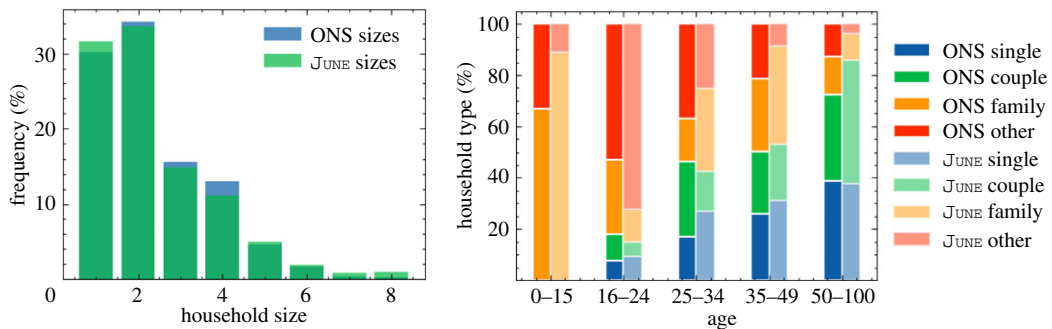 ONS sizes
JUNE sizes
frequency (%)
30
20
10
0
2
4
6
8
household size
household type (%)
100
80
60
40
20
0–15
16–24
25–34
35–49
50–100
age
ONS single
ONS couple
ONS family
ONS other
JUNE single
JUNE couple
JUNE family
JUNE other